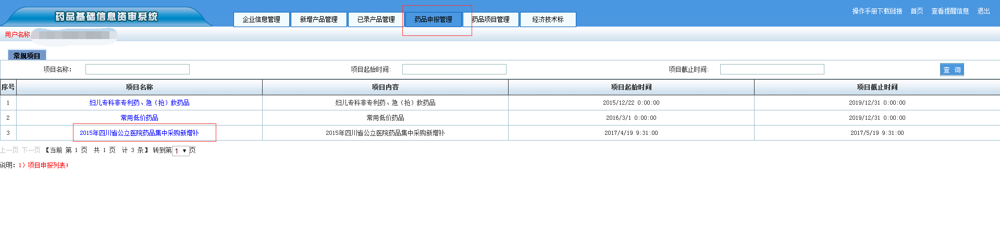 操作手册下载链接 首页 查看提醒信息 退出
药品基础信息资审系统
企业信息管理 新增产品管理 已录产品管理 药品申报管理 药品项目管理 经济技术标
用户名称
常规项目
项目名称: 项目起始时间: 项目截止时间: 查 询
序号 项目名称 项目内容 项目起始时间 项目截止时间
1 妇儿专科非专利药、急（抢）救药品 妇儿专科非专利药、急（抢）救药品 2015/12/22 0:00:00 2019/12/31 0:00:00
2 常用低价药品 常用低价药品 2016/3/1 0:00:00 2019/12/31 0:00:00
3 2015年四川省公立医院药品集中采购新增补 2015年四川省公立医院药品集中采购新增补 2017/4/19 9:31:00 2017/5/19 9:31:00
上一页 下一页 【当前 第 1 页 共 1 页 计 3 条】 转到第 1 页
说明: 1）项目申报列表；